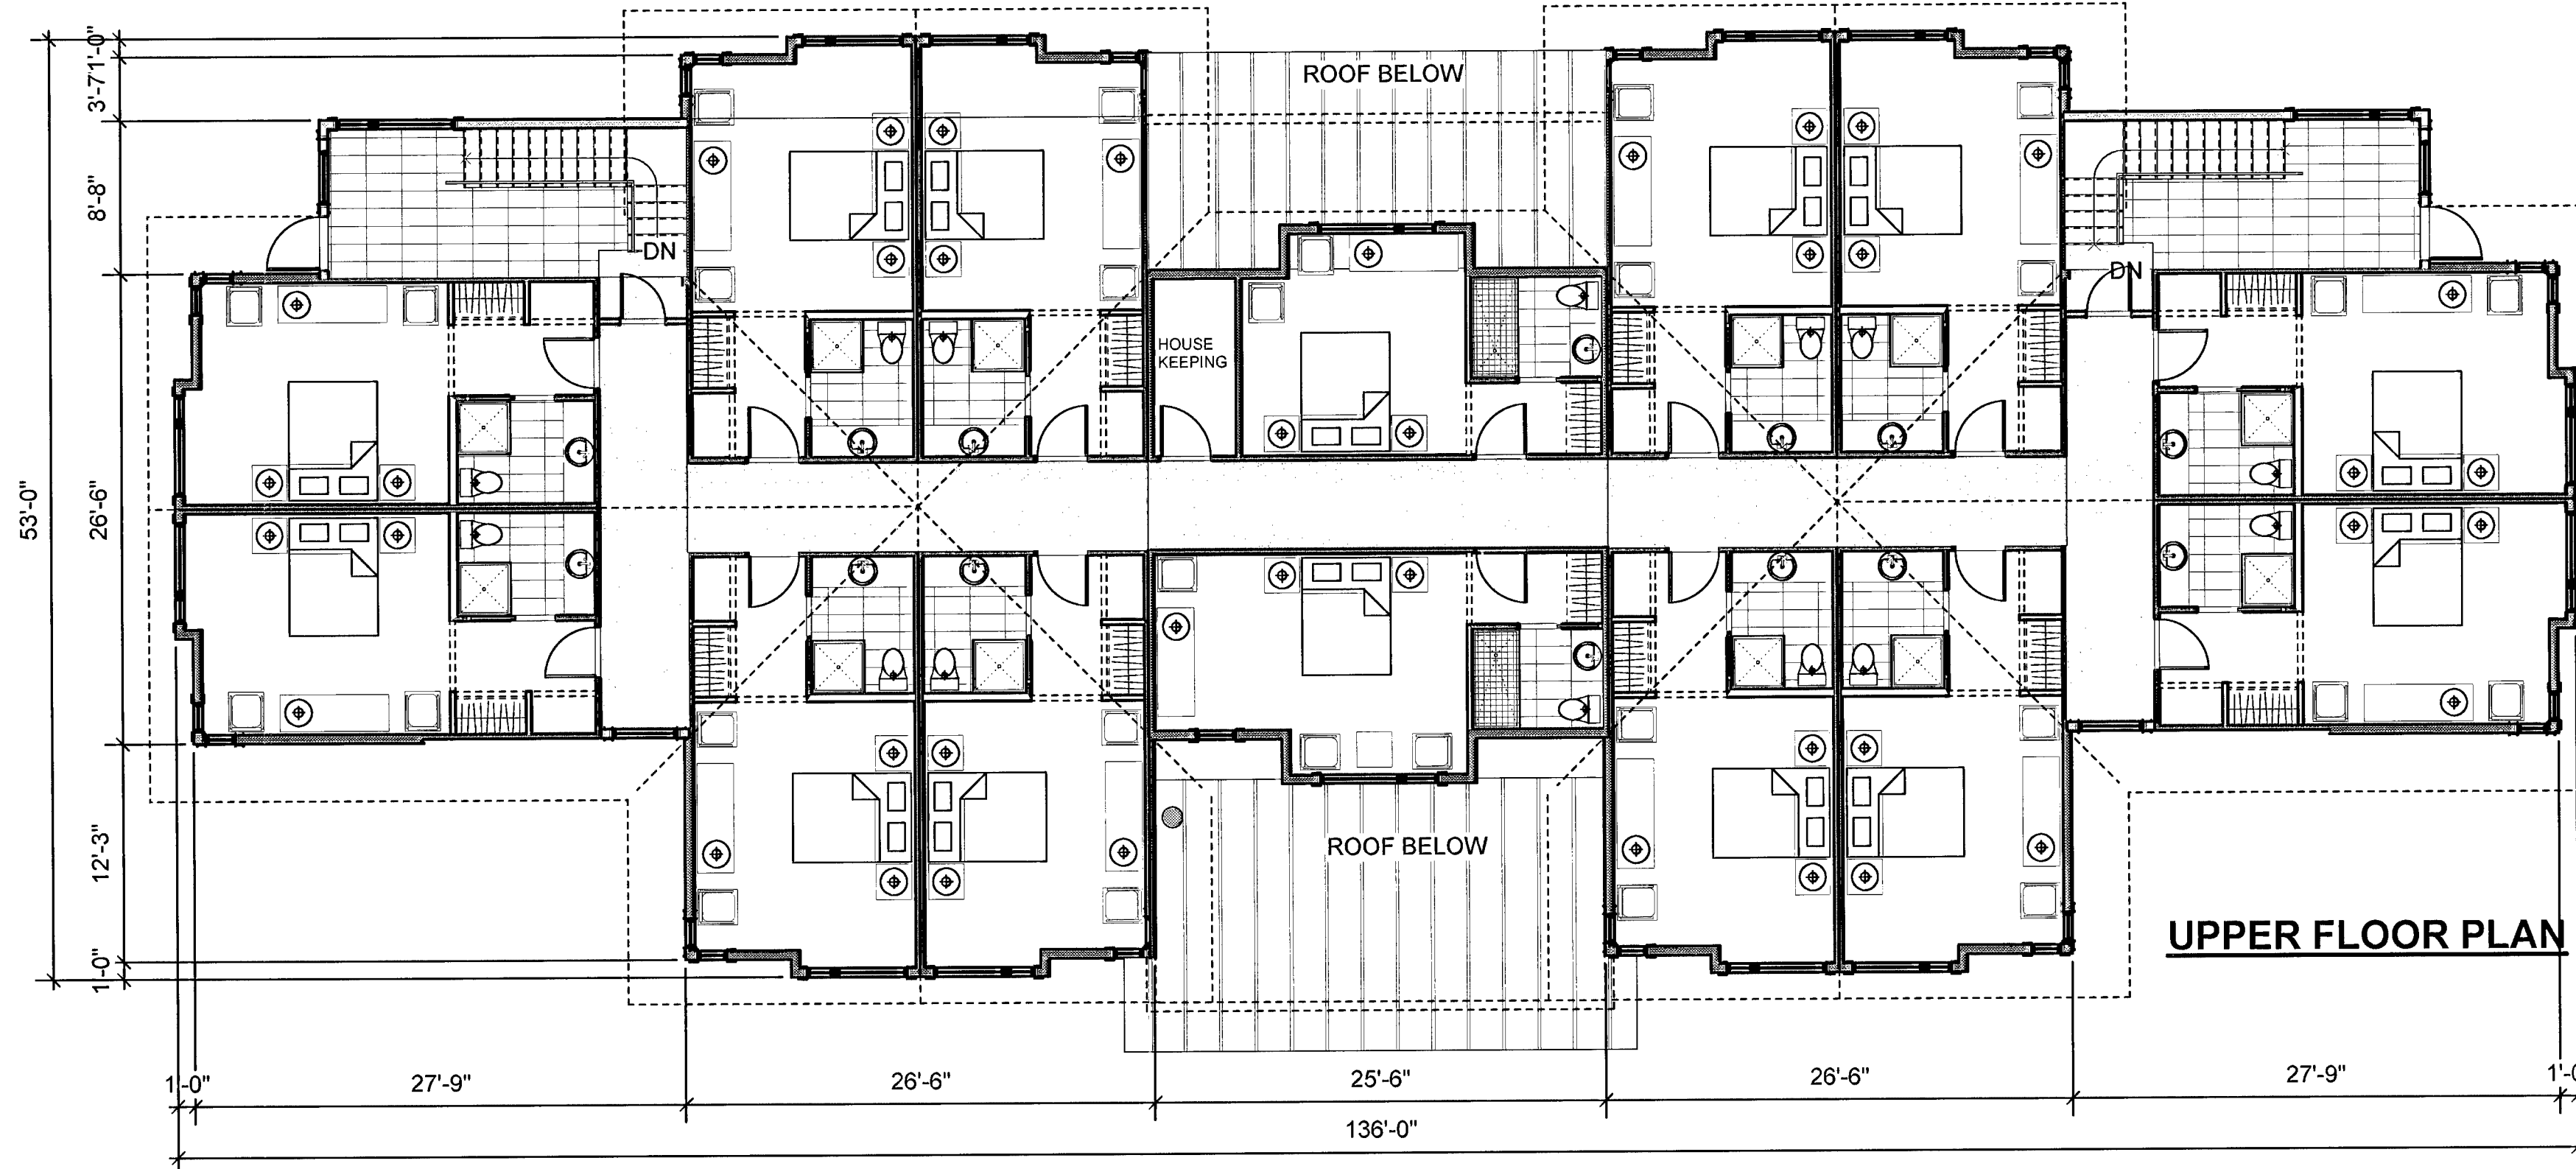 ROOF BELOW
1'-0"
3'-7"
8'-8"
DN
DN
HOUSE
KEEPING
53'-0"
26'-6"
12'-3"
ROOF BELOW
UPPER FLOOR PLAN
1'-0"
1'-0"
27'-9"
26'-6"
25'-6"
26'-6"
27'-9"
136'-0"